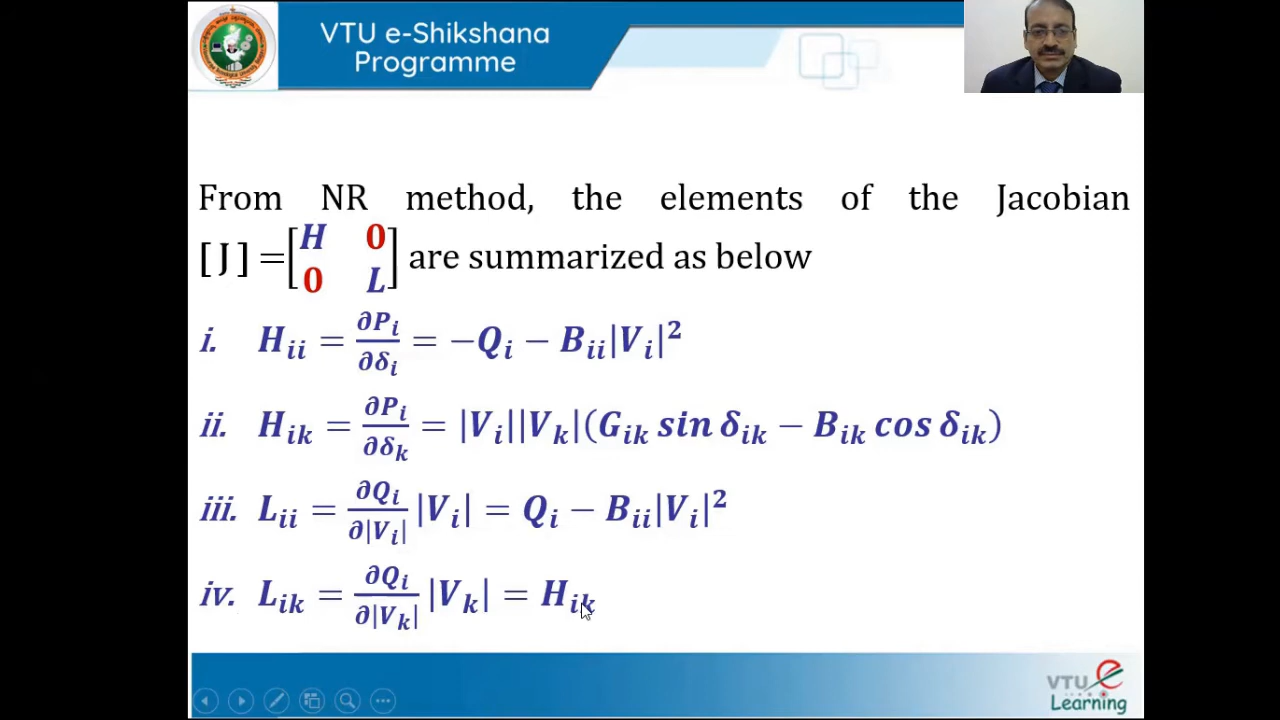 VTU e-Shikshana
Programme
From NR method, the elements of the Jacobian
[ J ] = [H 0; 0 L] are summarized as below
i. H_ii = ∂P_i/∂δ_i = −Q_i − B_ii|V_i|²
ii. H_ik = ∂P_i/∂δ_k = |V_i||V_k|(G_ik sin δ_ik − B_ik cos δ_ik)
iii. L_ii = ∂Q_i/∂|V_i| |V_i| = Q_i − B_ii|V_i|²
iv. L_ik = ∂Q_i/∂|V_k| |V_k| = H_ik
VTU e
Learning